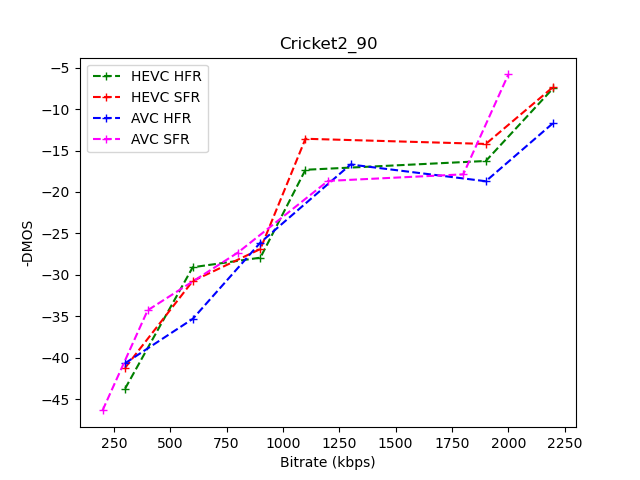 Cricket2_90
HEVC HFR
HEVC SFR
AVC HFR
AVC SFR
-DMOS
−5
−10
−15
−20
−25
−30
−35
−40
−45
250 500 750 1000 1250 1500 1750 2000 2250
Bitrate (kbps)